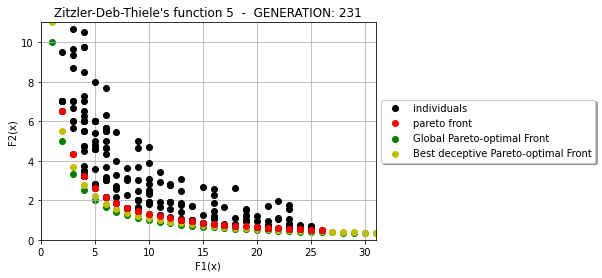 Zitzler-Deb-Thiele's function 5 - GENERATION: 231
F2(x)
10
8
6
4
2
0
0 5 10 15 20 25 30
F1(x)
individuals
pareto front
Global Pareto-optimal Front
Best deceptive Pareto-optimal Front